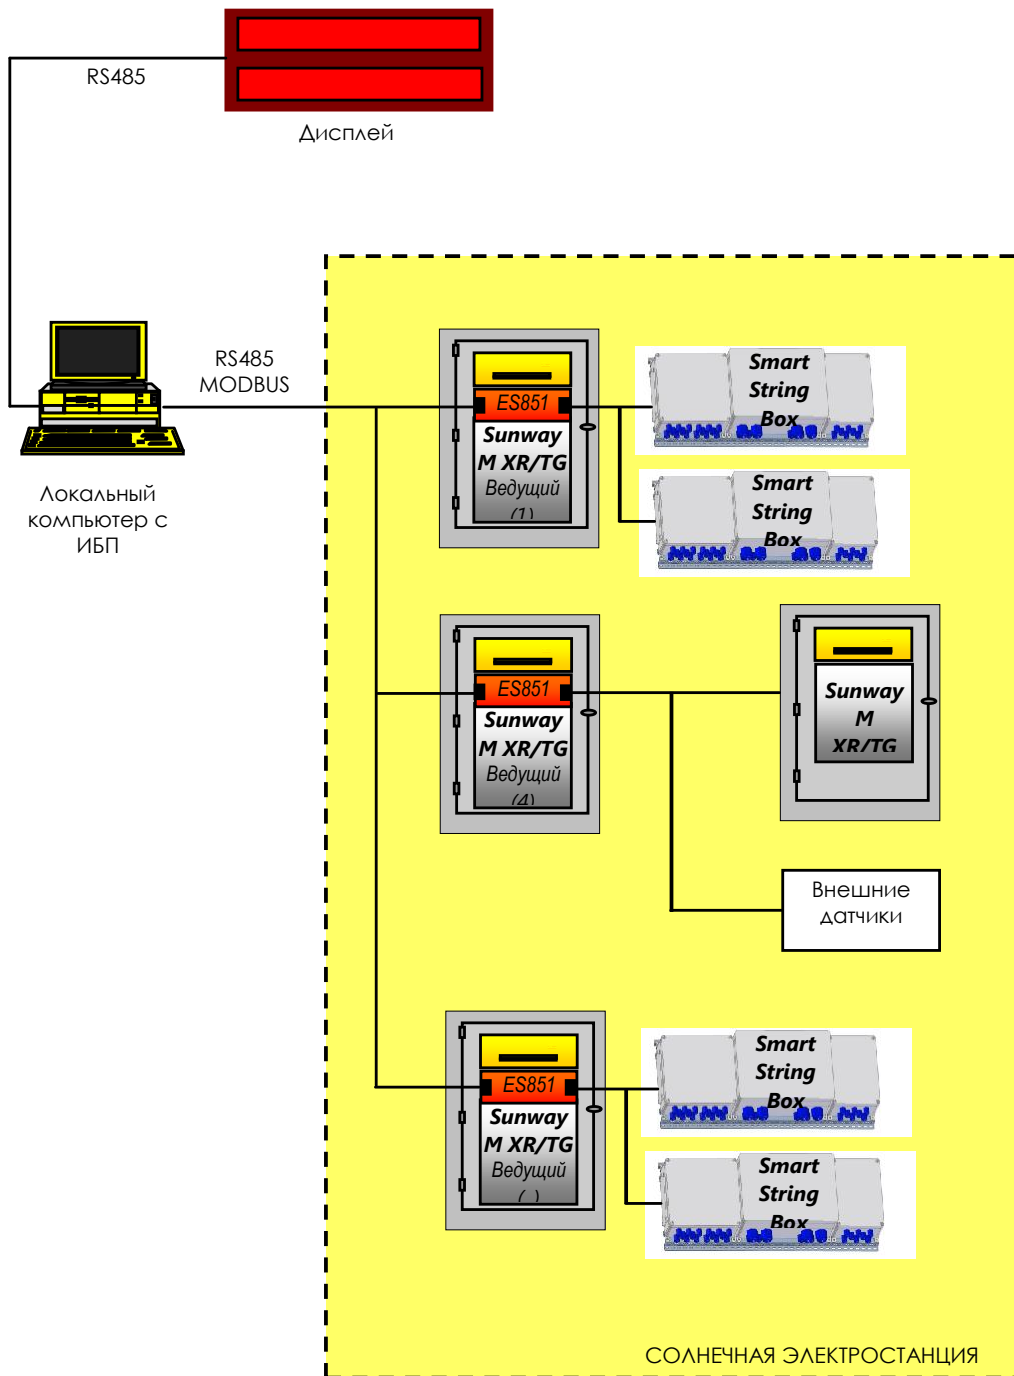 RS485
Дисплей
RS485
MODBUS
Локальный
компьютер с
ИБП
ES851
Sunway
M XR/TG
Ведущий
(1)
Smart
String
Box
Smart
String
Box
ES851
Sunway
M XR/TG
Ведущий
(4)
Sunway
M
XR/TG
Внешние
датчики
ES851
Sunway
M XR/TG
Ведущий
( )
Smart
String
Box
Smart
String
Box
СОЛНЕЧНАЯ ЭЛЕКТРОСТАНЦИЯ